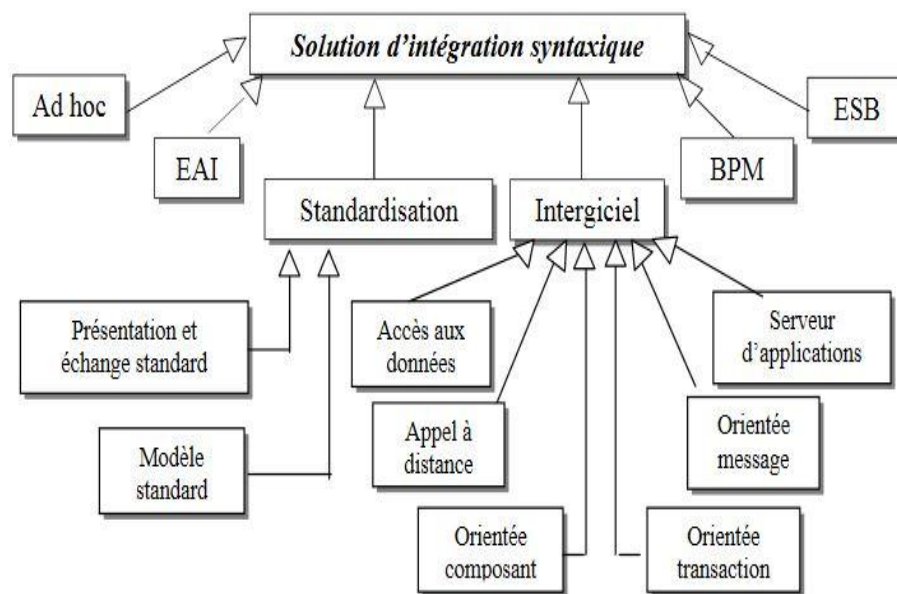 Solution d'intégration syntaxique
Ad hoc
EAI
BPM
ESB
Standardisation
Intergiciel
Présentation et
échange standard
Modèle
standard
Accès aux
données
Appel à
distance
Orientée
composant
Orientée
transaction
Orientée
message
Serveur
d'applications